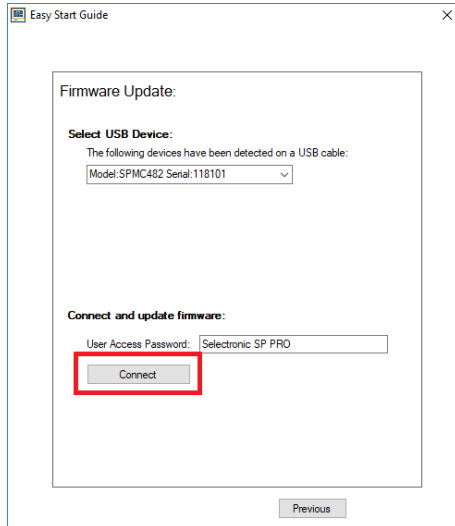 Easy Start Guide
Firmware Update:
Select USB Device:
The following devices have been detected on a USB cable:
Model:SPMC482 Serial:118101
Connect and update firmware:
User Access Password: Selectronic SP PRO
Connect
Previous